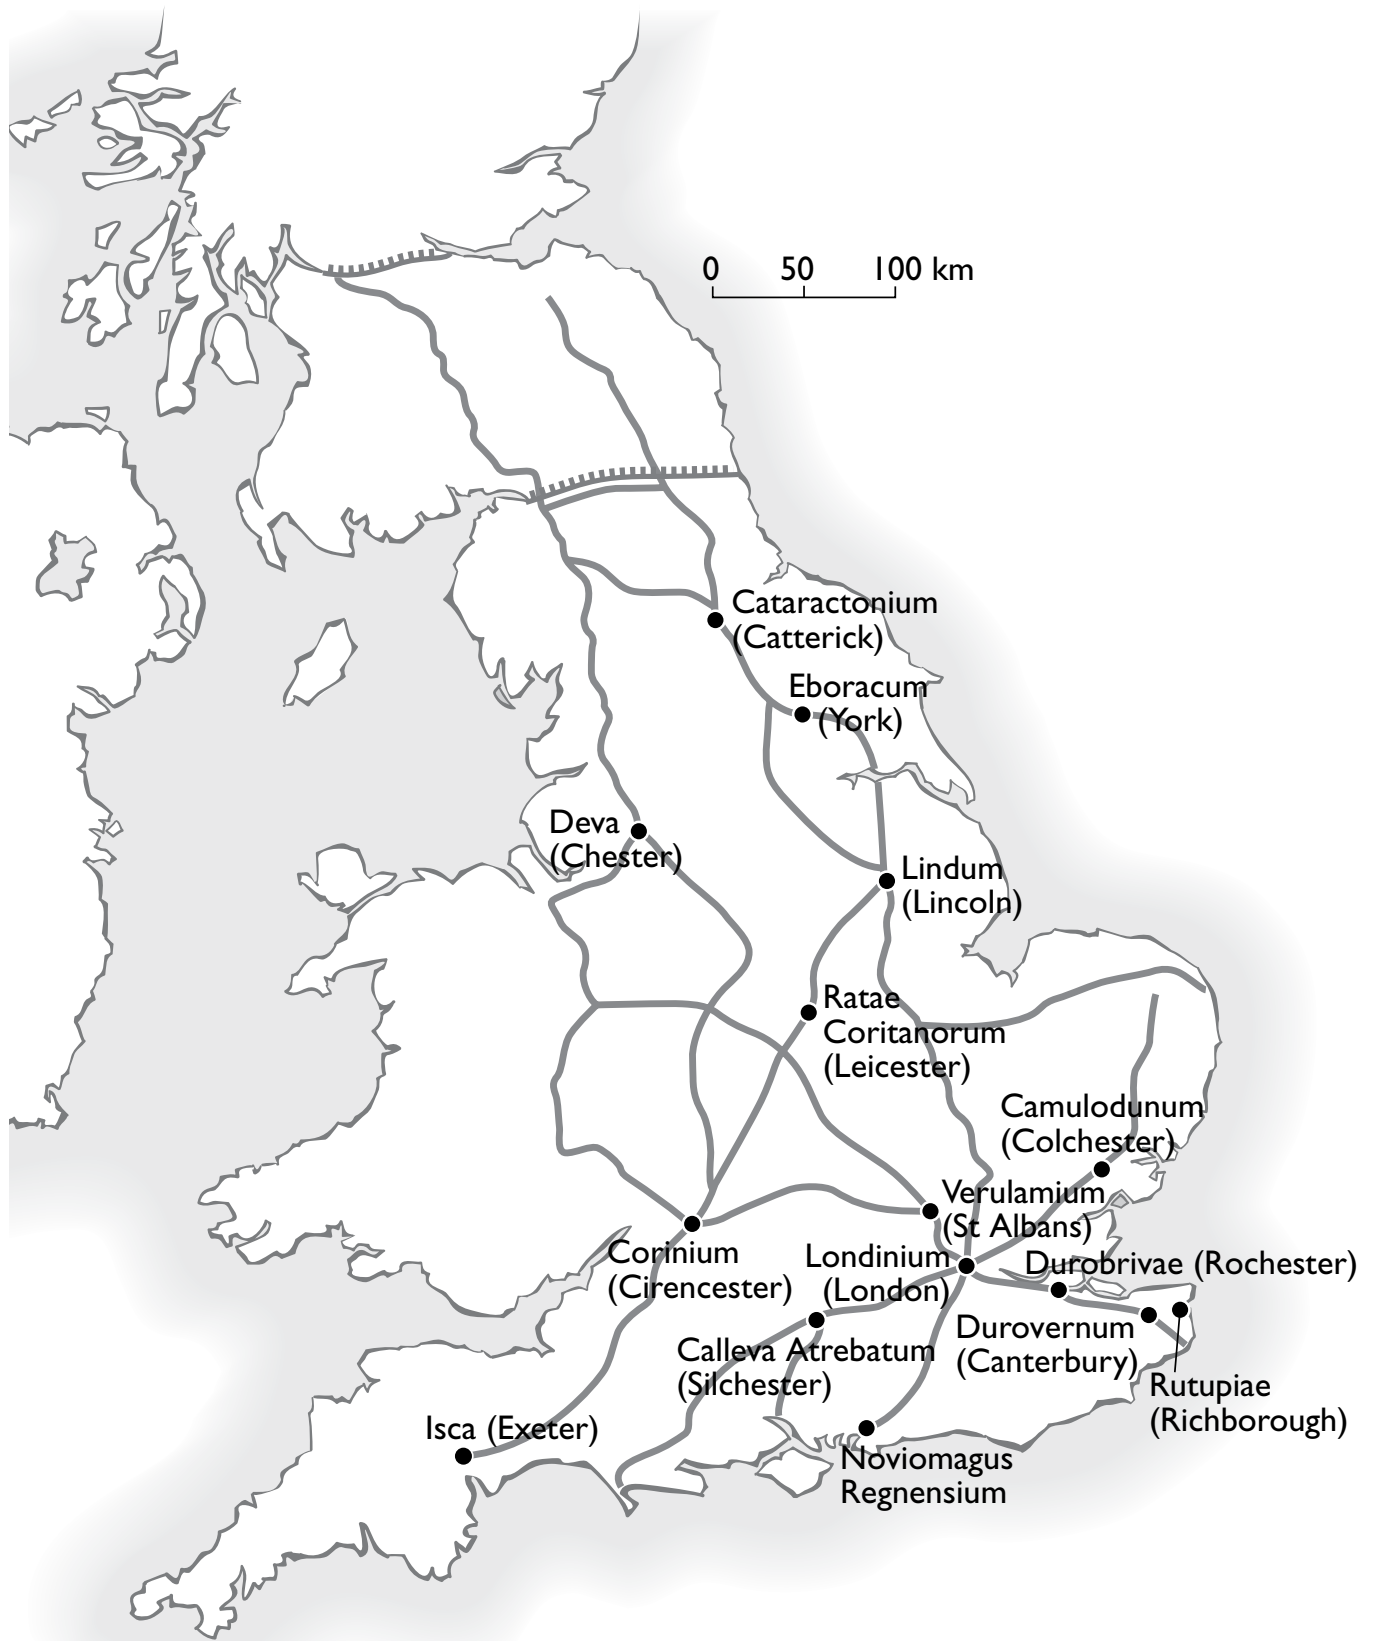 0 50 100 km
Cataractonium
(Catterick)
Eboracum
(York)
Deva
(Chester)
Lindum
(Lincoln)
Ratae
Coritanorum
(Leicester)
Camulodunum
(Colchester)
Verulamium
(St Albans)
Corinium
(Cirencester)
Londinium
(London)
Durobrivae (Rochester)
Durovernum
(Canterbury)
Calleva Atrebatum
(Silchester)
Rutupiae
(Richborough)
Isca (Exeter)
Noviomagus
Regnensium